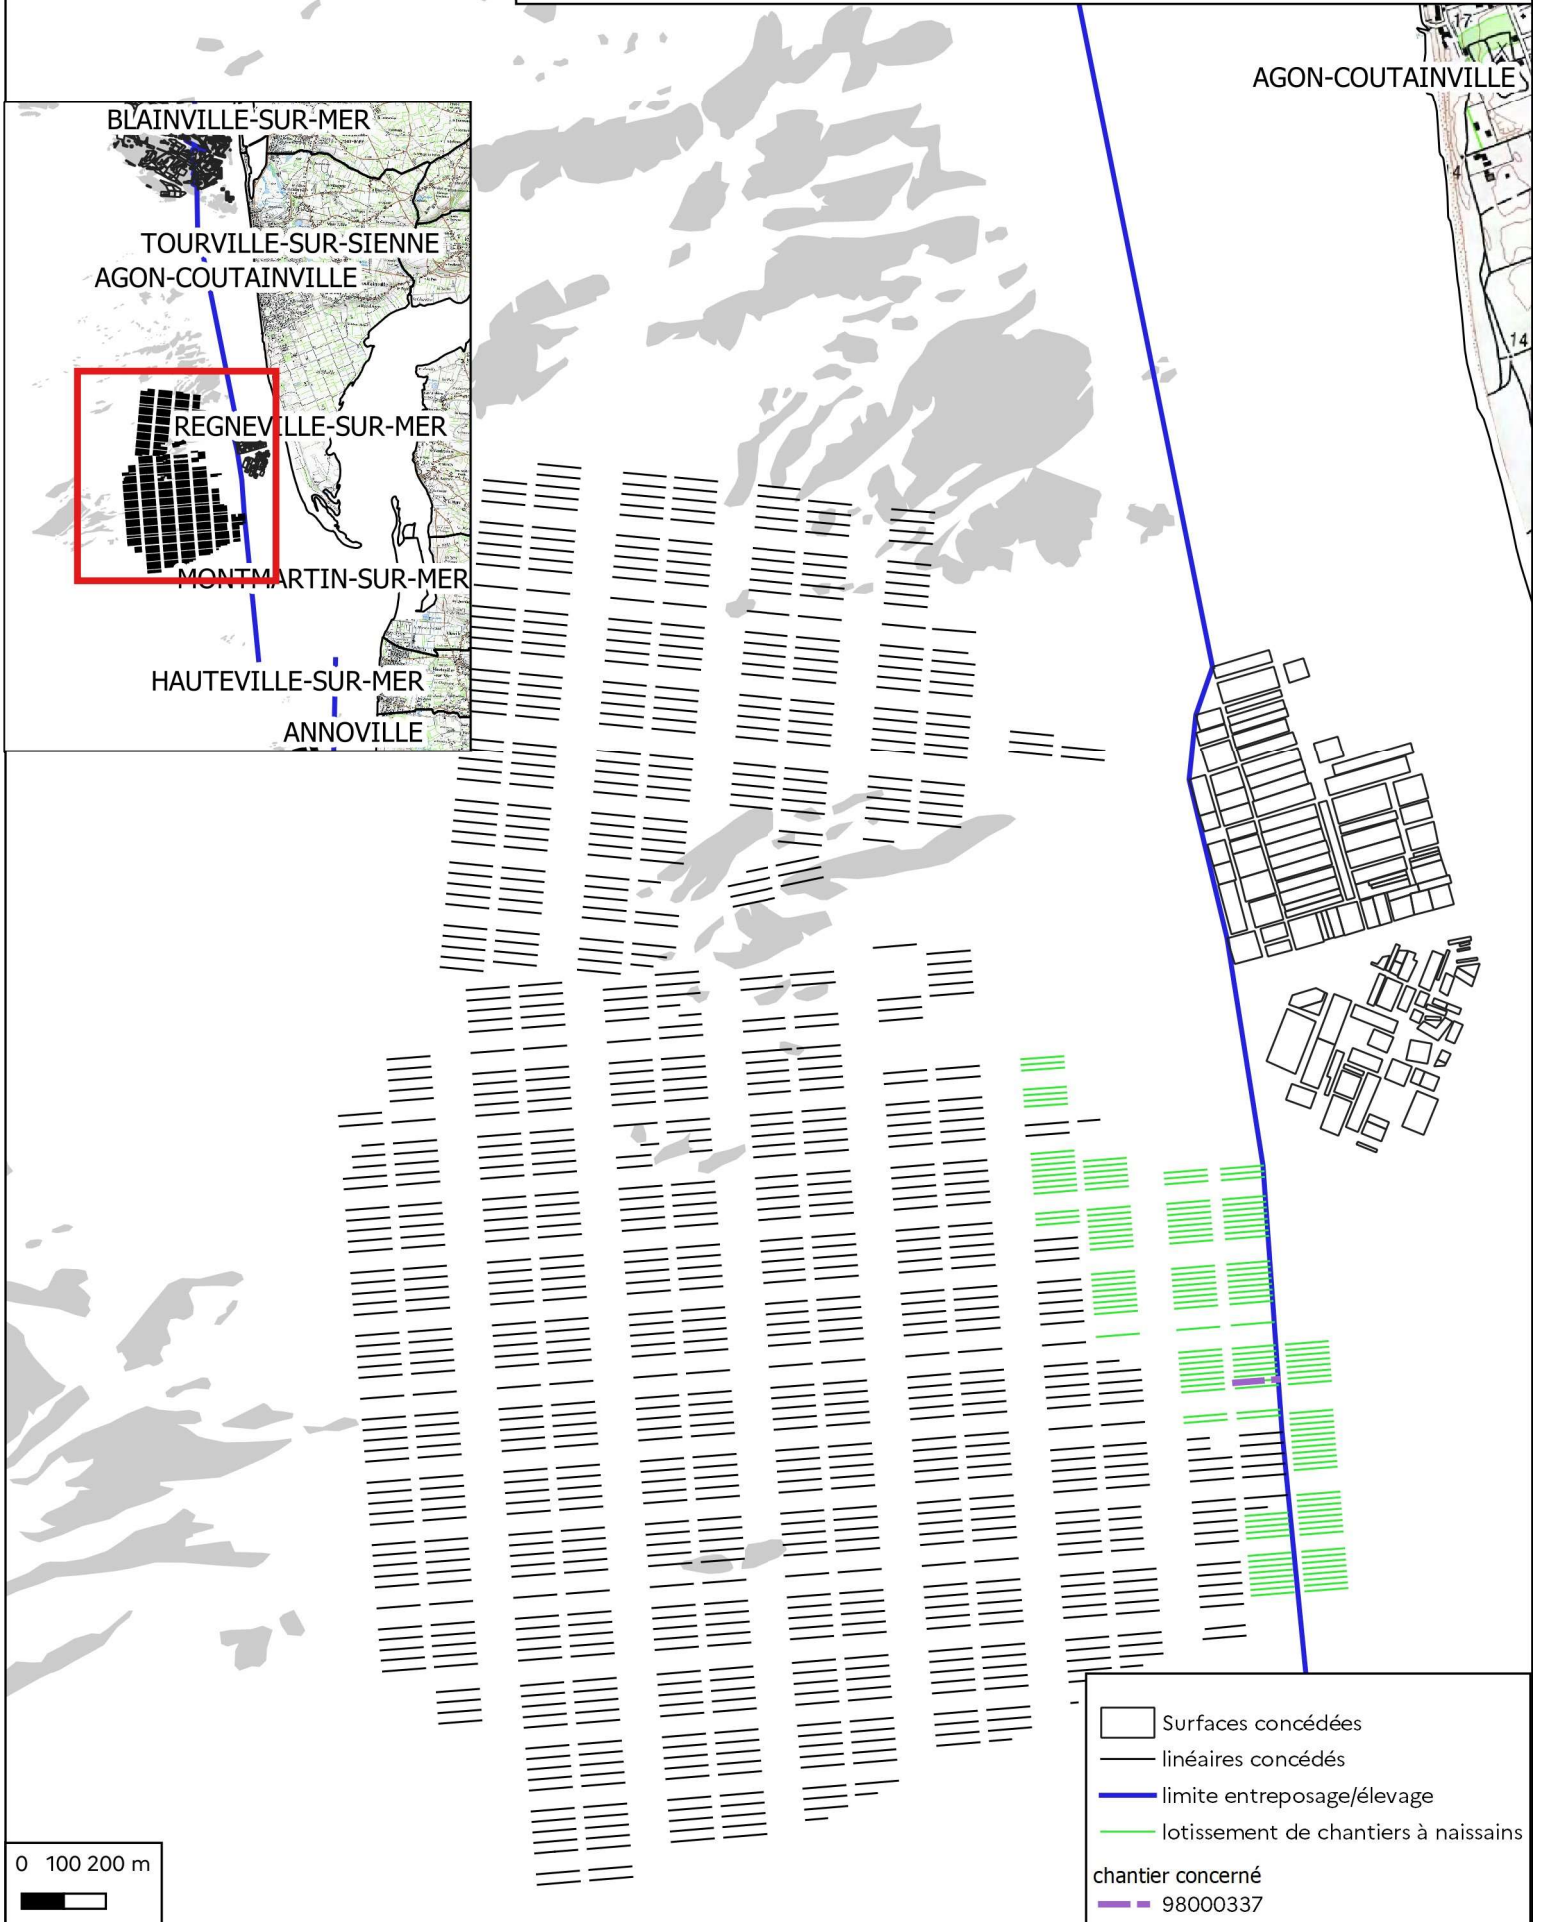 17
AGON-COUTAINVILLE
4
14
BLAINVILLE-SUR-MER
TOURVILLE-SUR-SIENNE
AGON-COUTAINVILLE
REGNEVILLE-SUR-MER
MONTMARTIN-SUR-MER
HAUTEVILLE-SUR-MER
ANNOVILLE
Surfaces concédées
linéaires concédés
limite entreposage/élevage
lotissement de chantiers à naissains
chantier concerné
98000337
0 100 200 m